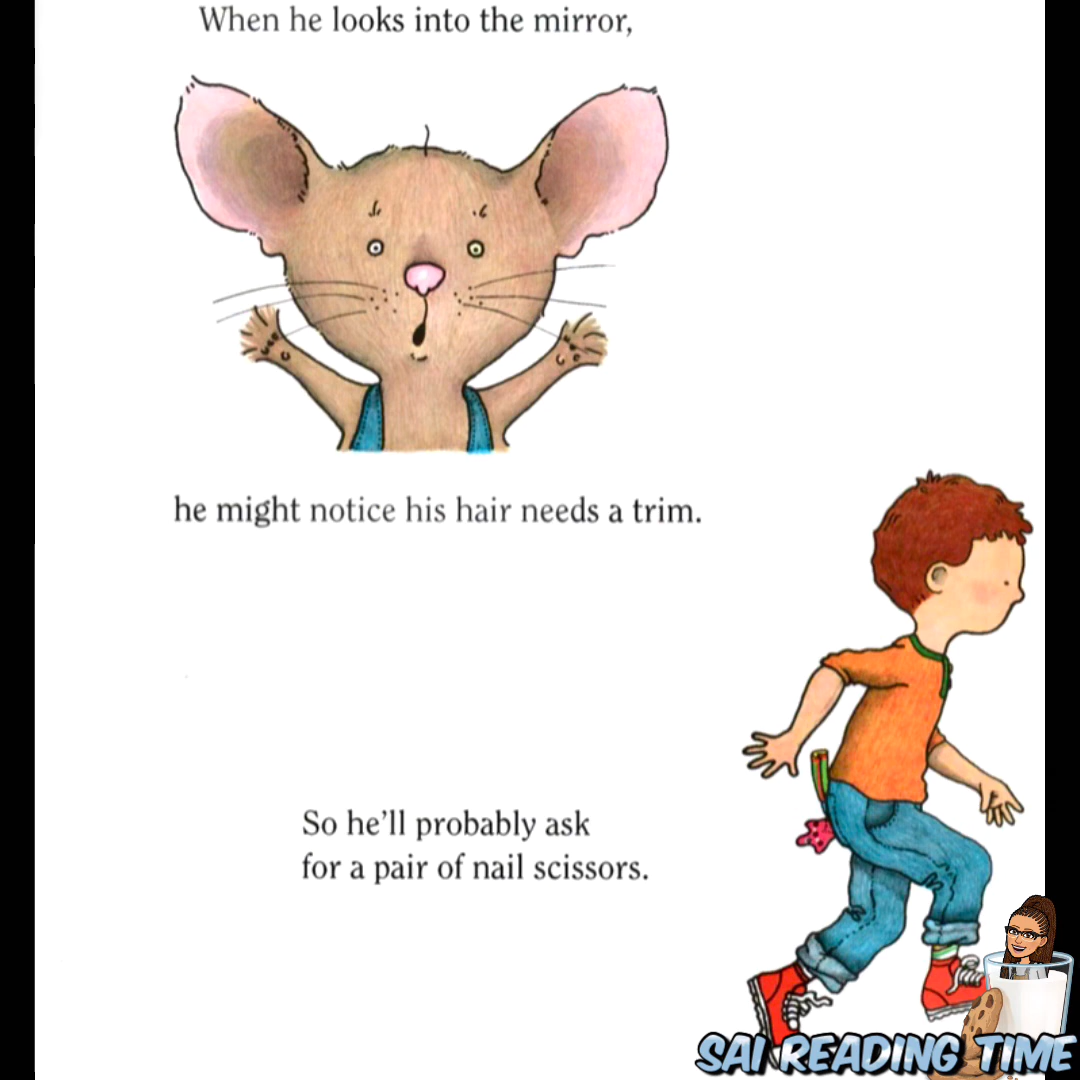 When he looks into the mirror,
he might notice his hair needs a trim.
So he'll probably ask
for a pair of nail scissors.
SAI READING TIME